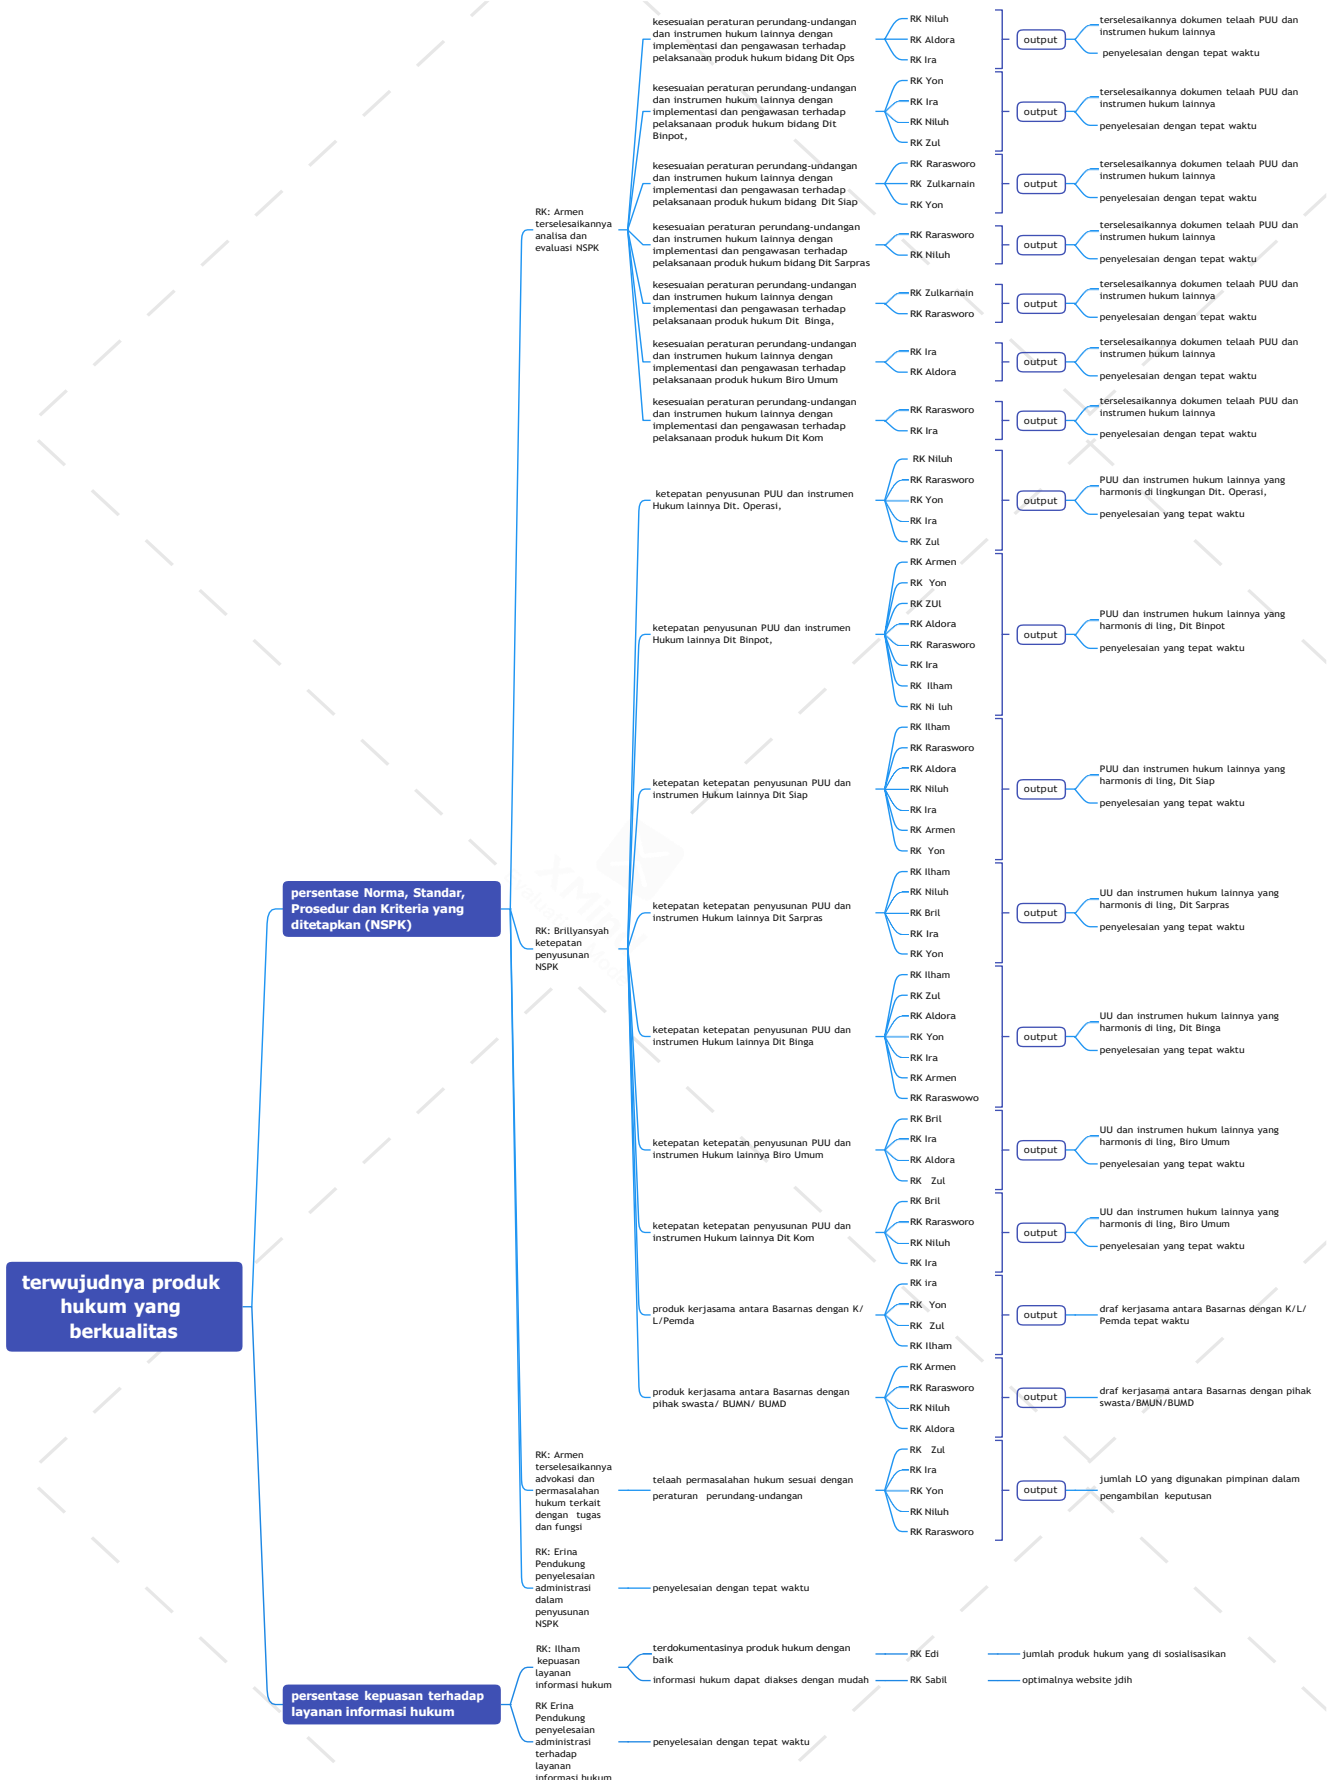 terwujudnya produk
hukum yang
berkualitas
persentase Norma, Standar,
Prosedur dan Kriteria yang
ditetapkan (NSPK)
RK: Armen
terselesaikannya
analisa dan
evaluasi NSPK
kesesuaian peraturan perundang-undangan
dan instrumen hukum lainnya dengan
implementasi dan pengawasan terhadap
pelaksanaan produk hukum bidang Dit Ops
RK Niluh
RK Aldora
RK Ira
output
terselesaikannya dokumen telaah PUU dan
instrumen hukum lainnya
penyelesaian dengan tepat waktu
kesesuaian peraturan perundang-undangan
dan instrumen hukum lainnya dengan
implementasi dan pengawasan terhadap
pelaksanaan produk hukum bidang Dit
Binpot,
RK Yon
RK Ira
RK Niluh
RK Zul
output
terselesaikannya dokumen telaah PUU dan
instrumen hukum lainnya
penyelesaian dengan tepat waktu
kesesuaian peraturan perundang-undangan
dan instrumen hukum lainnya dengan
implementasi dan pengawasan terhadap
pelaksanaan produk hukum bidang Dit Siap
RK Rarasworo
RK Zulkarnain
RK Yon
output
terselesaikannya dokumen telaah PUU dan
instrumen hukum lainnya
penyelesaian dengan tepat waktu
kesesuaian peraturan perundang-undangan
dan instrumen hukum lainnya dengan
implementasi dan pengawasan terhadap
pelaksanaan produk hukum bidang Dit Sarpras
RK Rarasworo
RK Niluh
output
terselesaikannya dokumen telaah PUU dan
instrumen hukum lainnya
penyelesaian dengan tepat waktu
kesesuaian peraturan perundang-undangan
dan instrumen hukum lainnya dengan
implementasi dan pengawasan terhadap
pelaksanaan produk hukum Dit Binga,
RK Zulkarnain
RK Rarasworo
output
terselesaikannya dokumen telaah PUU dan
instrumen hukum lainnya
penyelesaian dengan tepat waktu
kesesuaian peraturan perundang-undangan
dan instrumen hukum lainnya dengan
implementasi dan pengawasan terhadap
pelaksanaan produk hukum Biro Umum
RK Ira
RK Aldora
output
terselesaikannya dokumen telaah PUU dan
instrumen hukum lainnya
penyelesaian dengan tepat waktu
kesesuaian peraturan perundang-undangan
dan instrumen hukum lainnya dengan
implementasi dan pengawasan terhadap
pelaksanaan produk hukum Dit Kom
RK Rarasworo
RK Ira
output
terselesaikannya dokumen telaah PUU dan
instrumen hukum lainnya
penyelesaian dengan tepat waktu
RK: Brillyansyah
ketepatan
penyusunan
NSPK
ketepatan penyusunan PUU dan instrumen
Hukum lainnya Dit. Operasi,
RK Niluh
RK Rarasworo
RK Yon
RK Ira
RK Zul
output
PUU dan instrumen hukum lainnya yang
harmonis di lingkungan Dit. Operasi,
penyelesaian yang tepat waktu
ketepatan penyusunan PUU dan instrumen
Hukum lainnya Dit Binpot,
RK Armen
RK Yon
RK ZUl
RK Aldora
RK Rarasworo
RK Ira
RK Ilham
RK Ni luh
output
PUU dan instrumen hukum lainnya yang
harmonis di ling, Dit Binpot
penyelesaian yang tepat waktu
ketepatan ketepatan penyusunan PUU dan
instrumen Hukum lainnya Dit Siap
RK Ilham
RK Rarasworo
RK Aldora
RK Niluh
RK Ira
RK Armen
RK Yon
output
PUU dan instrumen hukum lainnya yang
harmonis di ling, Dit Siap
penyelesaian yang tepat waktu
ketepatan ketepatan penyusunan PUU dan
instrumen Hukum lainnya Dit Sarpras
RK Ilham
RK Niluh
RK Bril
RK Ira
RK Yon
output
UU dan instrumen hukum lainnya yang
harmonis di ling, Dit Sarpras
penyelesaian yang tepat waktu
ketepatan ketepatan penyusunan PUU dan
instrumen Hukum lainnya Dit Binga
RK Ilham
RK Zul
RK Aldora
RK Yon
RK Ira
RK Armen
RK Raraswowo
output
UU dan instrumen hukum lainnya yang
harmonis di ling, Dit Binga
penyelesaian yang tepat waktu
ketepatan ketepatan penyusunan PUU dan
instrumen Hukum lainnya Biro Umum
RK Bril
RK Ira
RK Aldora
RK Zul
output
UU dan instrumen hukum lainnya yang
harmonis di ling, Biro Umum
penyelesaian yang tepat waktu
ketepatan ketepatan penyusunan PUU dan
instrumen Hukum lainnya Dit Kom
RK Bril
RK Rarasworo
RK Niluh
RK Ira
output
UU dan instrumen hukum lainnya yang
harmonis di ling, Biro Umum
penyelesaian yang tepat waktu
produk kerjasama antara Basarnas dengan K/
L/Pemda
RK ira
RK Yon
RK Zul
RK Ilham
output
draf kerjasama antara Basarnas dengan K/L/
Pemda tepat waktu
produk kerjasama antara Basarnas dengan
pihak swasta/ BUMN/ BUMD
RK Armen
RK Rarasworo
RK Niluh
RK Aldora
output
draf kerjasama antara Basarnas dengan pihak
swasta/BMUN/BUMD
RK: Armen
terselesaikannya
advokasi dan
permasalahan
hukum terkait
dengan tugas
dan fungsi
telaah permasalahan hukum sesuai dengan
peraturan perundang-undangan
RK Zul
RK Ira
RK Yon
RK Niluh
RK Rarasworo
output
jumlah LO yang digunakan pimpinan dalam
pengambilan keputusan
RK: Erina
Pendukung
penyelesaian
administrasi
dalam
penyusunan
NSPK
penyelesaian dengan tepat waktu
persentase kepuasan terhadap
layanan informasi hukum
RK: Ilham
kepuasan
layanan
informasi hukum
terdokumentasinya produk hukum dengan
baik
RK Edi
jumlah produk hukum yang di sosialisasikan
informasi hukum dapat diakses dengan mudah
RK Sabil
optimalnya website jdih
RK Erina
Pendukung
penyelesaian
administrasi
terhadap
layanan
informasi hukum
penyelesaian dengan tepat waktu